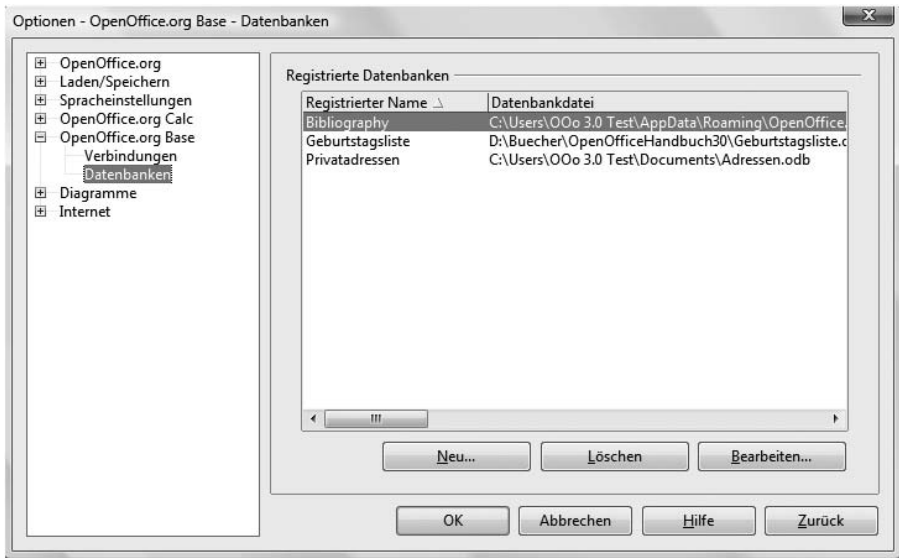 Optionen - OpenOffice.org Base - Datenbanken
OpenOffice.org
Laden/Speichern
Spracheinstellungen
OpenOffice.org Calc
OpenOffice.org Base
Verbindungen
Datenbanken
Diagramme
Internet
Registrierte Datenbanken
Registrierter Name Datenbankdatei
Bibliography C:\Users\OOo 3.0 Test\AppData\Roaming\OpenOffice.
Geburtstagsliste D:\Buecher\OpenOfficeHandbuch30\Geburtstagsliste.c
Privatadressen C:\Users\OOo 3.0 Test\Documents\Adressen.odb
Neu... Löschen Bearbeiten...
OK Abbrechen Hilfe Zurück